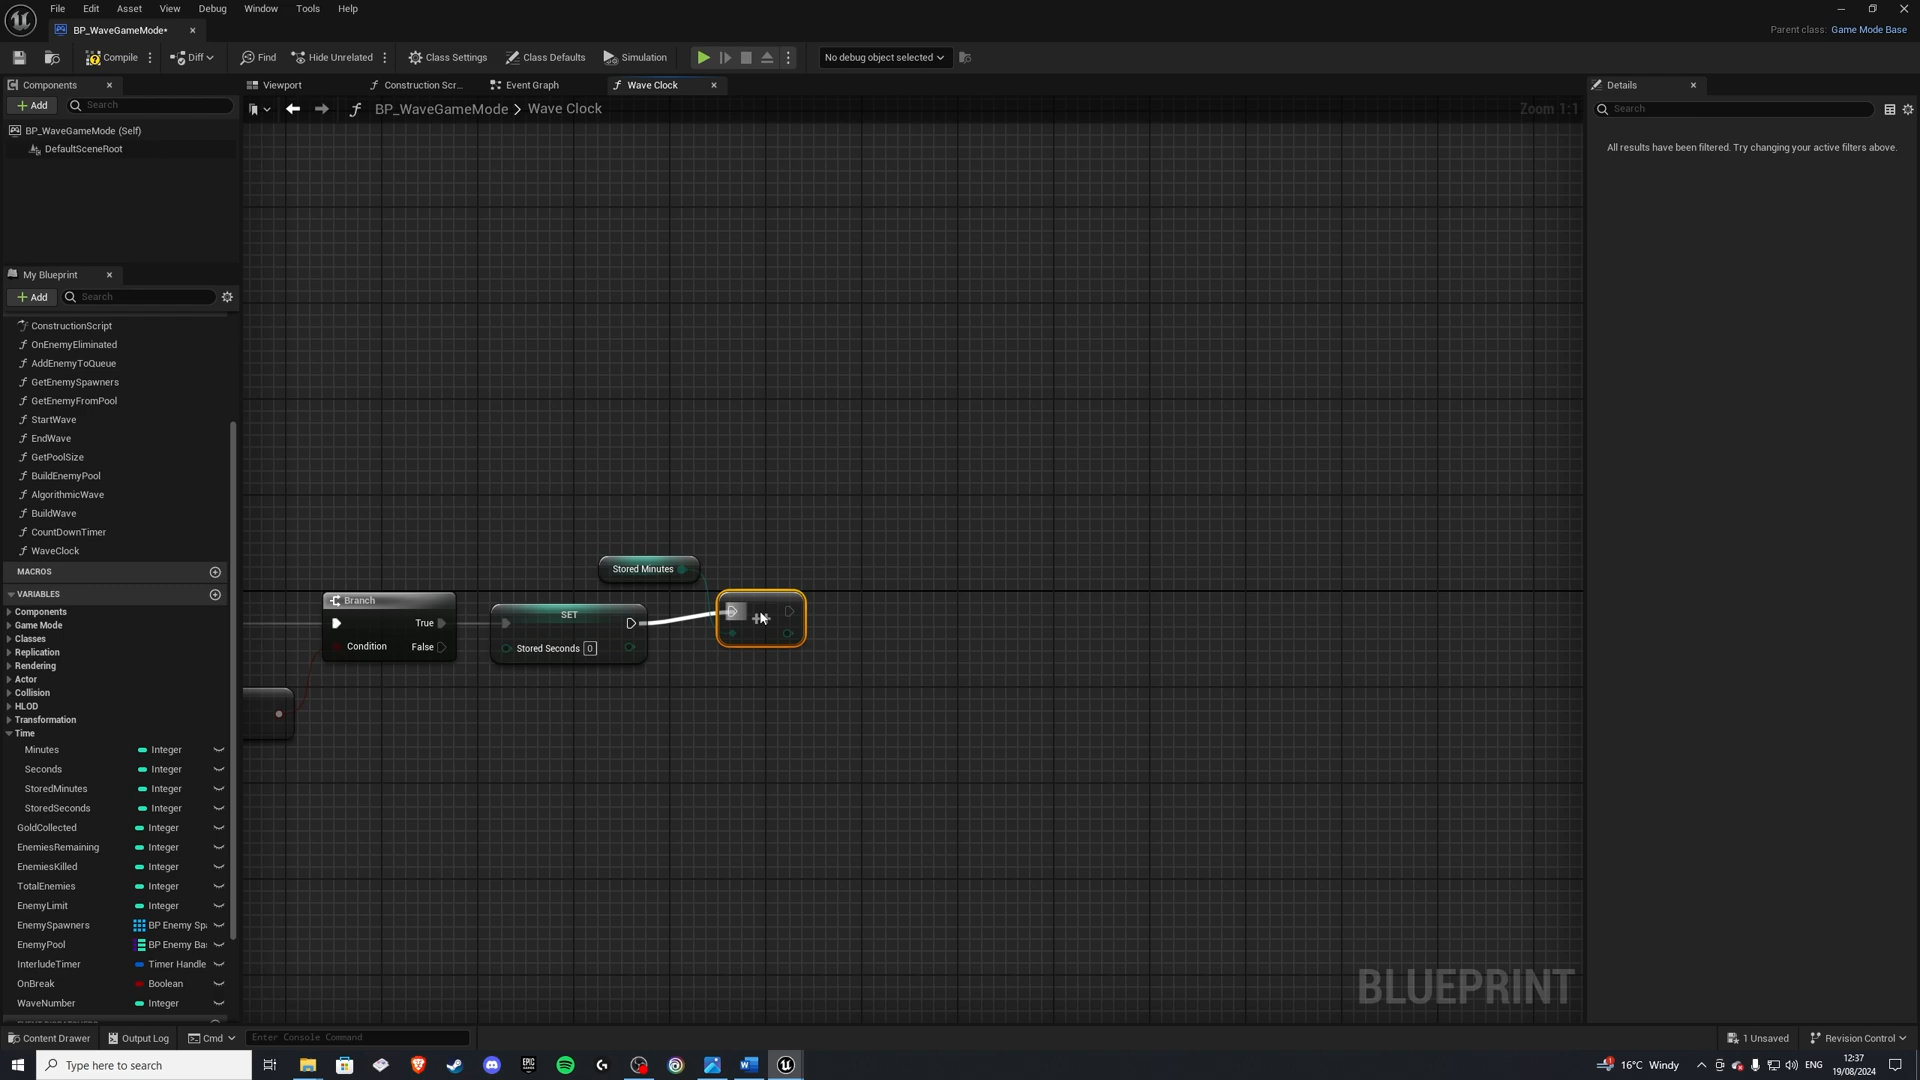 File Edit Asset View Debug Window Tools Help
BP_WaveGameMode*
Parent class: Game Mode Base
Compile Diff Find Hide Unrelated Class Settings Class Defaults Simulation No debug object selected
Components
Viewport Construction Scr... Event Graph Wave Clock
Details
Add Search
BP_WaveGameMode > Wave Clock
Zoom 1:1
Search
BP_WaveGameMode (Self)
DefaultSceneRoot
All results have been filtered. Try changing your active filters above.
My Blueprint
Add Search
ConstructionScript
OnEnemyEliminated
AddEnemyToQueue
GetEnemySpawners
GetEnemyFromPool
StartWave
EndWave
GetPoolSize
BuildEnemyPool
AlgorithmicWave
BuildWave
CountDownTimer
WaveClock
MACROS
VARIABLES
Components
Game Mode
Classes
Replication
Rendering
Actor
Collision
HLOD
Transformation
Time
Minutes Integer
Seconds Integer
StoredMinutes Integer
StoredSeconds Integer
GoldCollected Integer
EnemiesRemaining Integer
EnemiesKilled Integer
TotalEnemies Integer
EnemyLimit Integer
EnemySpawners BP Enemy Spa
EnemyPool BP Enemy Ba
InterludeTimer Timer Handle
OnBreak Boolean
WaveNumber Integer
Stored Minutes
Branch
True
Condition False
SET
Stored Seconds 0
++
BLUEPRINT
Content Drawer Output Log Cmd Enter Console Command
1 Unsaved Revision Control
Type here to search
16°C Windy
ENG
12:37
19/08/2024